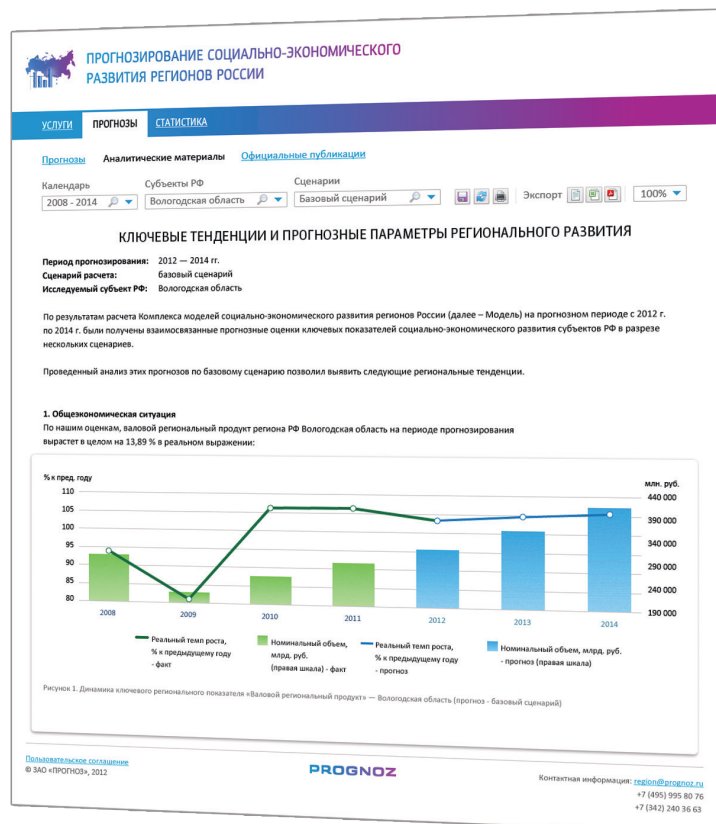 ПРОГНОЗИРОВАНИЕ СОЦИАЛЬНО-ЭКОНОМИЧЕСКОГО
РАЗВИТИЯ РЕГИОНОВ РОССИИ
УСЛУГИ ПРОГНОЗЫ СТАТИСТИКА
Прогнозы Аналитические материалы Официальные публикации
Календарь Субъекты РФ Сценарии
2008 - 2014 Вологодская область Базовый сценарий Экспорт 100%
КЛЮЧЕВЫЕ ТЕНДЕНЦИИ И ПРОГНОЗНЫЕ ПАРАМЕТРЫ РЕГИОНАЛЬНОГО РАЗВИТИЯ
Период прогнозирования: 2012 — 2014 гг.
Сценарий расчета: базовый сценарий
Исследуемый субъект РФ: Вологодская область
По результатам расчета Комплекса моделей социально-экономического развития регионов России (далее – Модель) на прогнозном периоде с 2012 г.
по 2014 г. были получены взаимосвязанные прогнозные оценки ключевых показателей социально-экономического развития субъектов РФ в разрезе
нескольких сценариев.
Проведенный анализ этих прогнозов по базовому сценарию позволил выявить следующие региональные тенденции.
1. Общеэкономическая ситуация
По нашим оценкам, валовой региональный продукт региона РФ Вологодская область на периоде прогнозирования
вырастет в целом на 13,89 % в реальном выражении:
% к пред. году млн. руб.
110 440 000
105 390 000
100 340 000
95 290 000
90 240 000
85 190 000
80
2008 2009 2010 2011 2012 2013 2014
Реальный темп роста,
% к предыдущему году
- факт
Номинальный объем,
млрд. руб.
(правая шкала) - факт
Реальный темп роста,
% к предыдущему году
- прогноз
Номинальный объем, млрд. руб.
- прогноз (правая шкала)
Рисунок 1. Динамика ключевого регионального показателя «Валовой региональный продукт» — Вологодская область (прогноз - базовый сценарий)
Пользовательское соглашение
© ЗАО «ПРОГНОЗ», 2012
PROGNOZ
Контактная информация: region@prognoz.ru
+7 (495) 995 80 76
+7 (342) 240 36 63